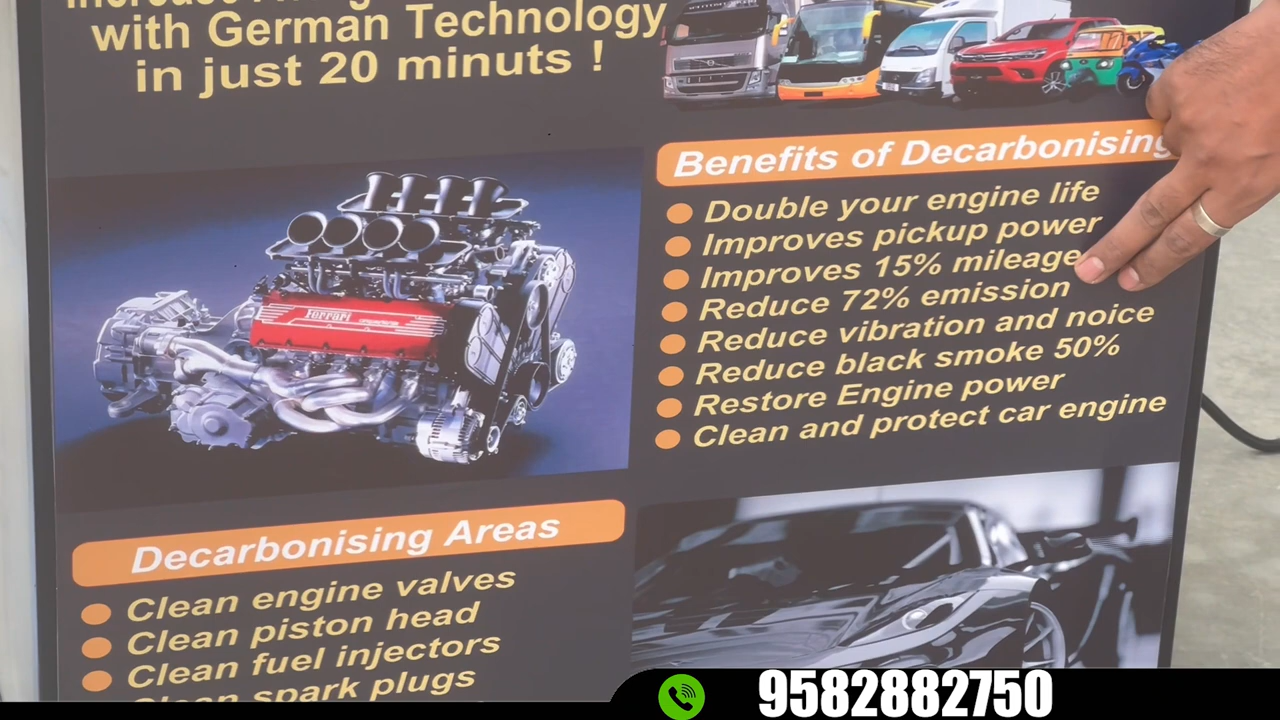 with German Technology
in just 20 minuts !
Benefits of Decarbonising
Double your engine life
Improves pickup power
Improves 15% mileage
Reduce 72% emission
Reduce vibration and noice
Reduce black smoke 50%
Restore Engine power
Clean and protect car engine
Ferrari
Decarbonising Areas
Clean engine valves
Clean piston head
Clean fuel injectors
Clean spark plugs
9582882750